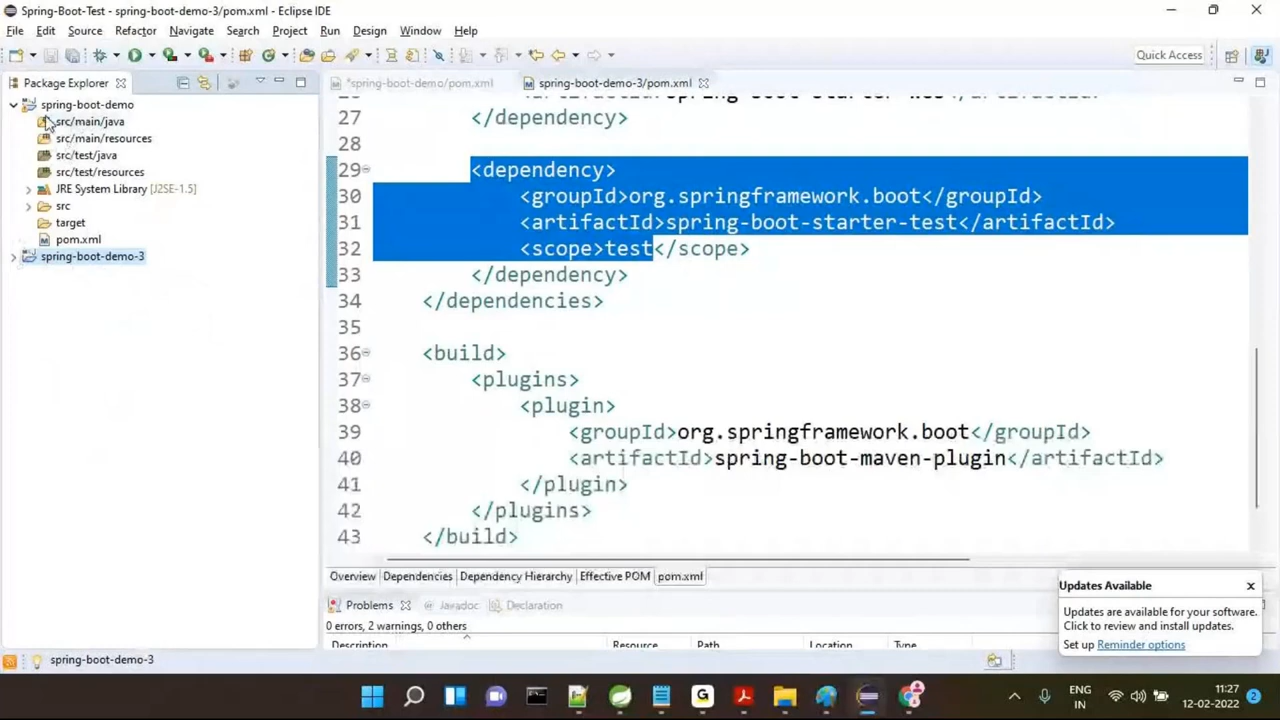 Spring-Boot-Test - spring-boot-demo-3/pom.xml - Eclipse IDE
File Edit Source Refactor Navigate Search Project Run Design Window Help
Quick Access
Package Explorer
*spring-boot-demo/pom.xml
spring-boot-demo-3/pom.xml
spring-boot-demo
src/main/java
src/main/resources
src/test/java
src/test/resources
JRE System Library [J2SE-1.5]
src
target
pom.xml
spring-boot-demo-3
27 </dependency>
28
29 <dependency>
30 <groupId>org.springframework.boot</groupId>
31 <artifactId>spring-boot-starter-test</artifactId>
32 <scope>test</scope>
33 </dependency>
34 </dependencies>
35
36 <build>
37 <plugins>
38 <plugin>
39 <groupId>org.springframework.boot</groupId>
40 <artifactId>spring-boot-maven-plugin</artifactId>
41 </plugin>
42 </plugins>
43 </build>
Overview Dependencies Dependency Hierarchy Effective POM pom.xml
Problems @ Javadoc Declaration
0 errors, 2 warnings, 0 others
Description Resource Path Location Type
Updates Available
Updates are available for your software.
Click to review and install updates.
Set up Reminder options
spring-boot-demo-3
ENG
IN
11:27
12-02-2022
2